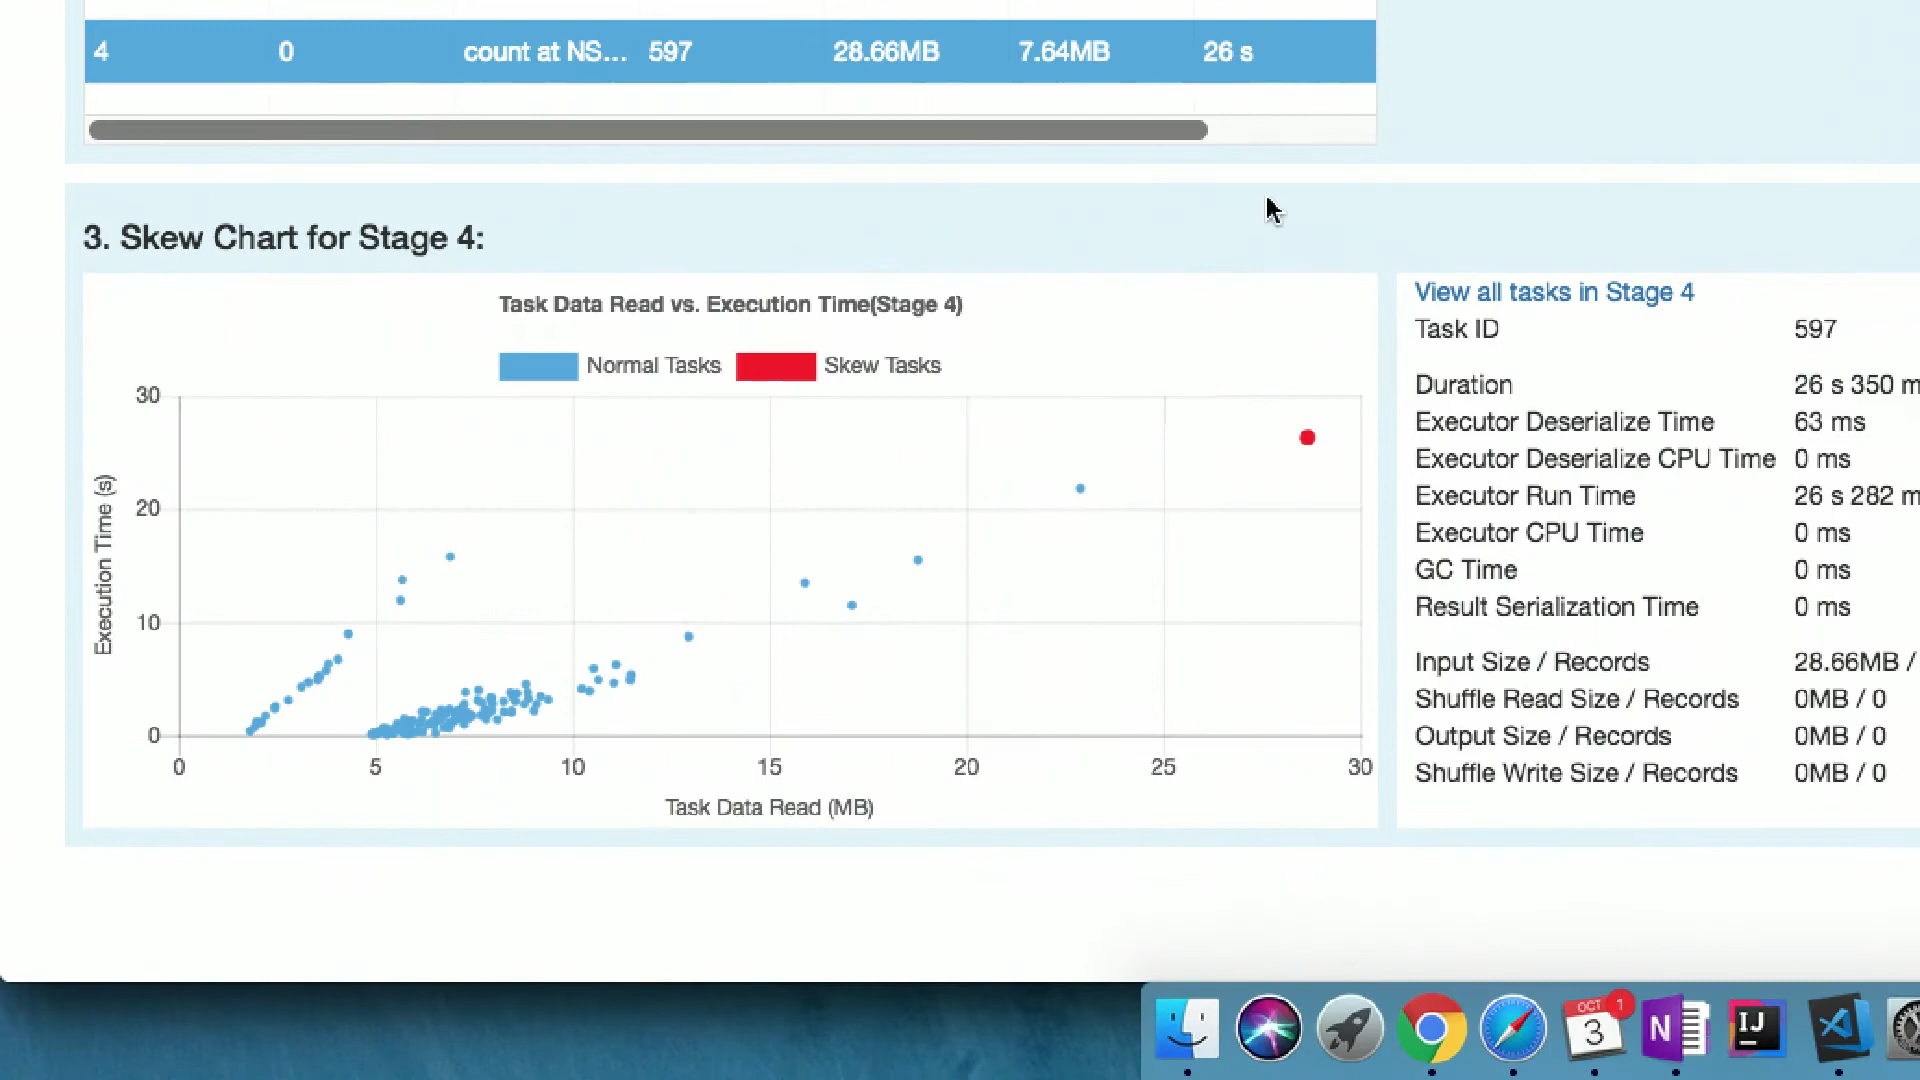 4 0 count at NS... 597 28.66MB 7.64MB 26 s
3. Skew Chart for Stage 4:
Task Data Read vs. Execution Time(Stage 4)
Normal Tasks Skew Tasks
Execution Time (s)
30
20
10
0
0 5 10 15 20 25 30
Task Data Read (MB)
View all tasks in Stage 4
Task ID 597
Duration 26 s 350 m
Executor Deserialize Time 63 ms
Executor Deserialize CPU Time 0 ms
Executor Run Time 26 s 282 m
Executor CPU Time 0 ms
GC Time 0 ms
Result Serialization Time 0 ms
Input Size / Records 28.66MB /
Shuffle Read Size / Records 0MB / 0
Output Size / Records 0MB / 0
Shuffle Write Size / Records 0MB / 0
OCT 1
3
N
IJ